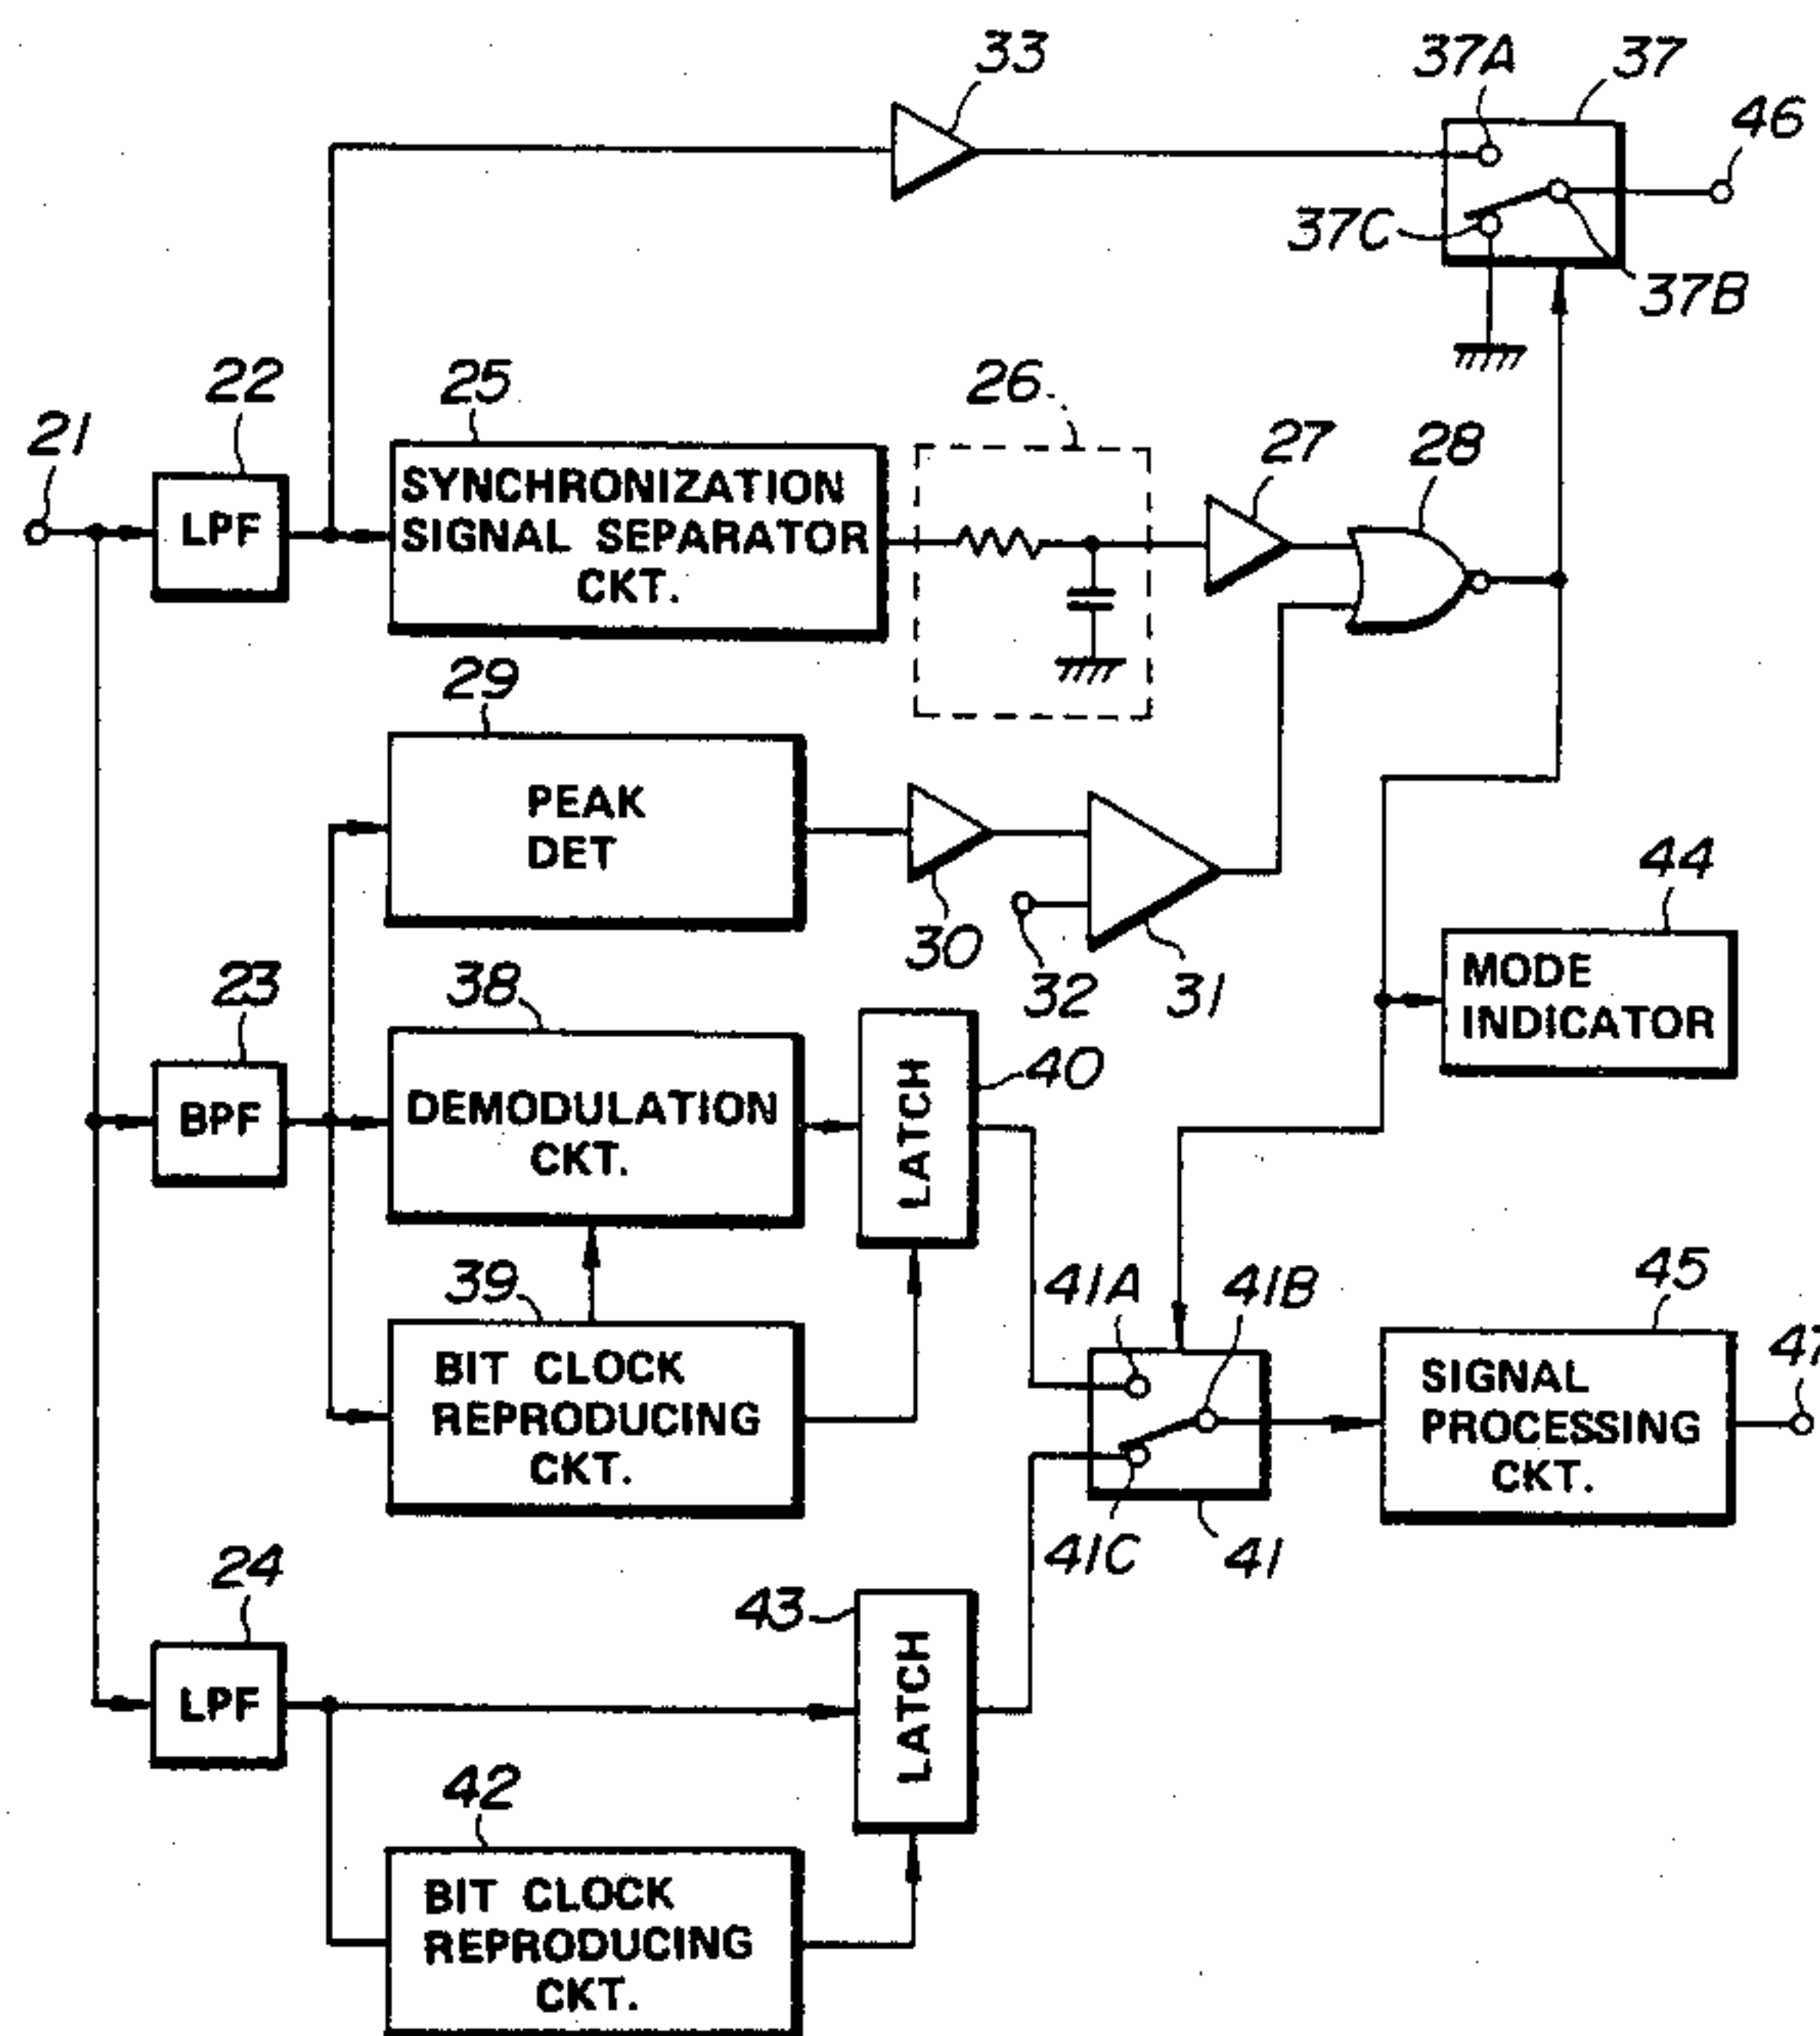 33
37A
37
46
37C
37B
21
22
LPF
25
SYNCHRONIZATION
SIGNAL SEPARATOR
CKT.
26
27
28
29
PEAK
DET
30
32
31
44
MODE
INDICATOR
23
BPF
38
DEMODULATION
CKT.
LATCH
40
39
BIT CLOCK
REPRODUCING
CKT.
41A
41B
41C
41
45
SIGNAL
PROCESSING
CKT.
47
24
LPF
43
LATCH
42
BIT CLOCK
REPRODUCING
CKT.